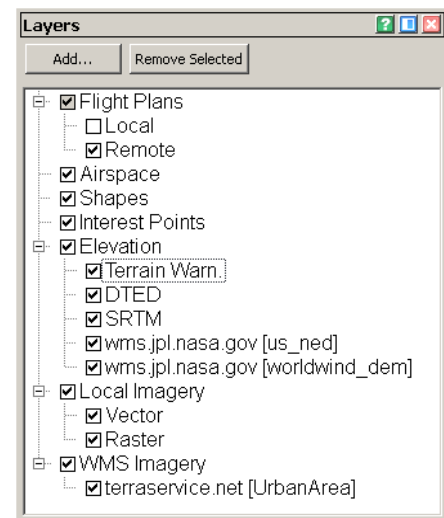 Layers
Add... Remove Selected
Flight Plans
Local
Remote
Airspace
Shapes
Interest Points
Elevation
Terrain Warn.
DTED
SRTM
wms.jpl.nasa.gov [us_ned]
wms.jpl.nasa.gov [worldwind_dem]
Local Imagery
Vector
Raster
WMS Imagery
terraservice.net [UrbanArea]